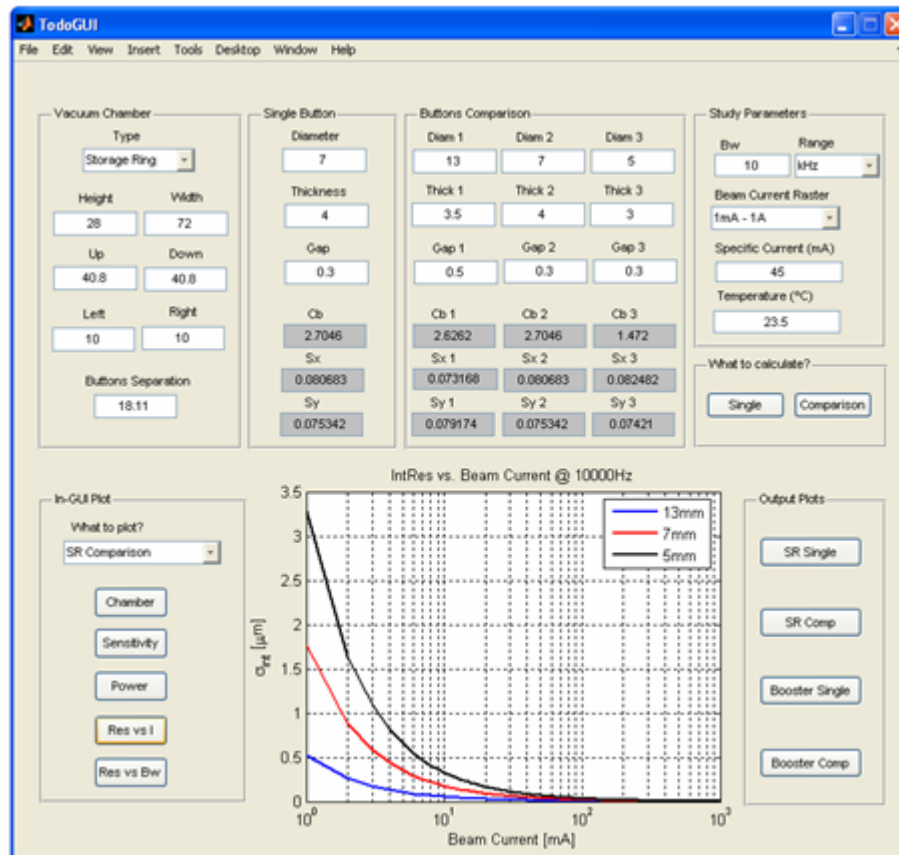 TodoGUI
File Edit View Insert Tools Desktop Window Help
Vacuum Chamber
Type
Storage Ring
Height Width
28 72
Up Down
40.8 40.8
Left Right
10 10
Buttons Separation
18.11
Single Button
Diameter
7
Thickness
4
Gap
0.3
Cb
2.7046
Sx
0.080683
Sy
0.075342
Buttons Comparison
Diam 1 Diam 2 Diam 3
13 7 5
Thick 1 Thick 2 Thick 3
3.5 4 3
Gap 1 Gap 2 Gap 3
0.5 0.3 0.3
Cb 1 Cb 2 Cb 3
2.6262 2.7046 1.472
Sx 1 Sx 2 Sx 3
0.073168 0.080683 0.082482
Sy 1 Sy 2 Sy 3
0.079174 0.075342 0.07421
Study Parameters
Bw Range
10 kHz
Beam Current Raster
1mA - 1A
Specific Current (mA)
45
Temperature (ºC)
23.5
What to calculate?
Single Comparison
In-GUI Plot
What to plot?
SR Comparison
Chamber
Sensitivity
Power
Res vs I
Res vs Bw
IntRes vs. Beam Current @ 10000Hz
3.5
3
2.5
2
1.5
1
0.5
0
σint [μm]
13mm
7mm
5mm
10⁰ 10¹ 10² 10³
Beam Current [mA]
Output Plots
SR Single
SR Comp
Booster Single
Booster Comp